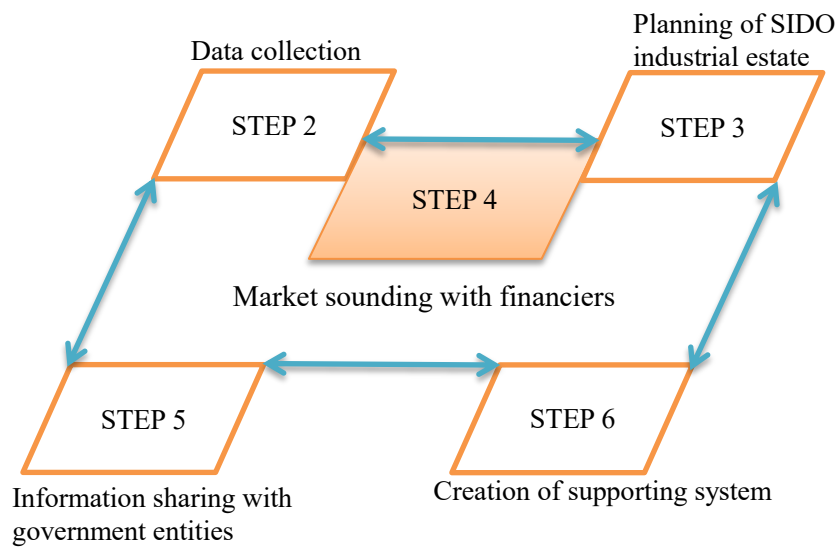 Data collection
Planning of SIDO
industrial estate
STEP 2
STEP 3
STEP 4
Market sounding with financiers
STEP 5
STEP 6
Information sharing with
government entities
Creation of supporting system